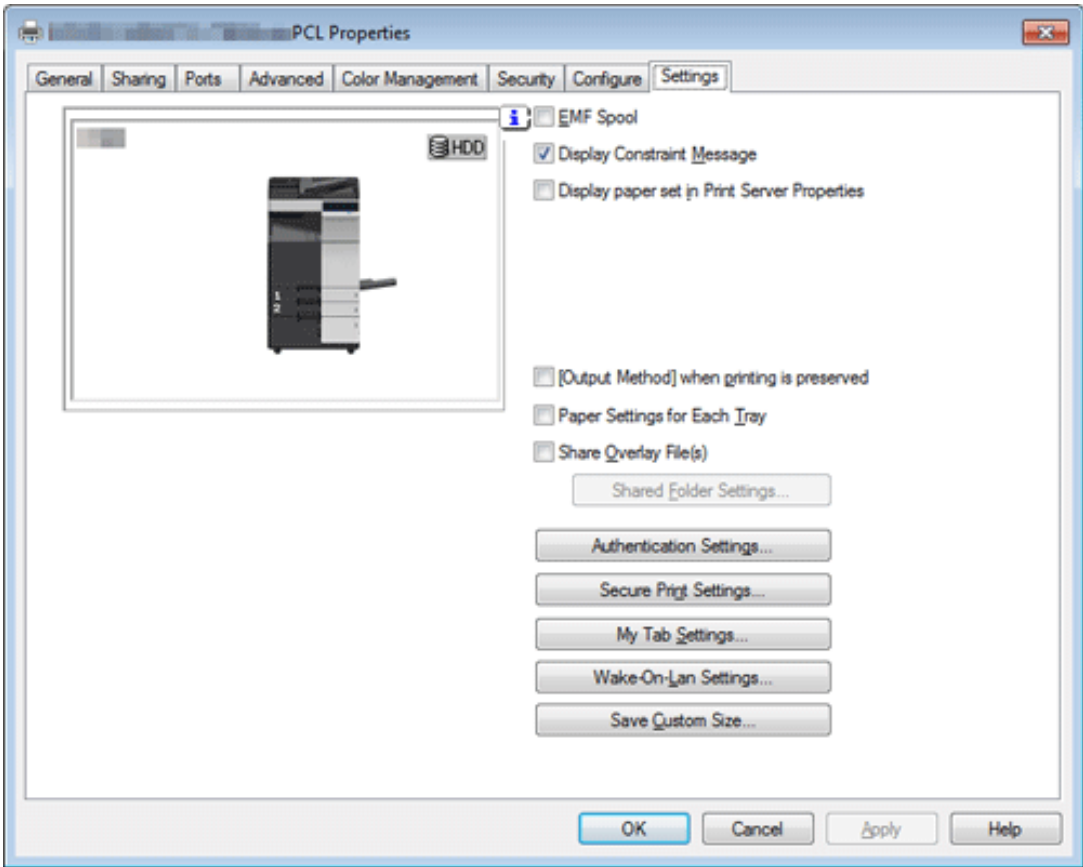 PCL Properties
General Sharing Ports Advanced Color Management Security Configure Settings
HDD
EMF Spool
Display Constraint Message
Display paper set in Print Server Properties
[Output Method] when printing is preserved
Paper Settings for Each Tray
Share Overlay File(s)
Shared Folder Settings...
Authentication Settings...
Secure Print Settings...
My Tab Settings...
Wake-On-Lan Settings...
Save Custom Size...
OK Cancel Apply Help